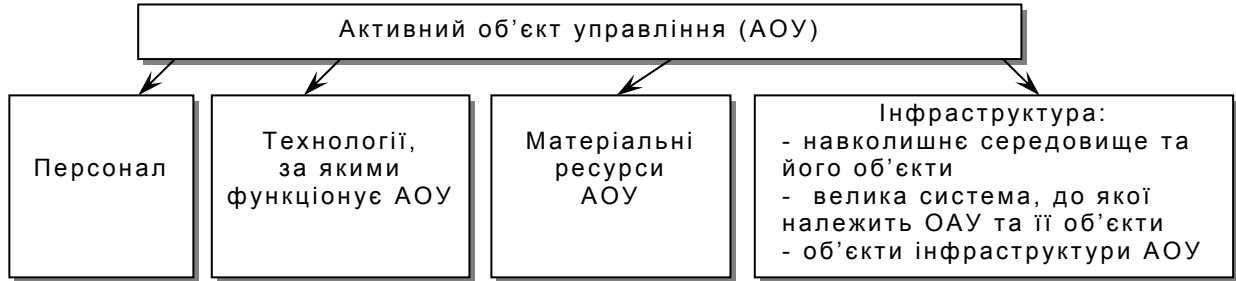 Активний об’єкт управління (АОУ)
Персонал
Технології,
за якими
функціонує АОУ
Матеріальні
ресурси
АОУ
Інфраструктура:
- навколишнє середовище та
його об’єкти
- велика система, до якої
належить ОАУ та її об’єкти
- об’єкти інфраструктури АОУ